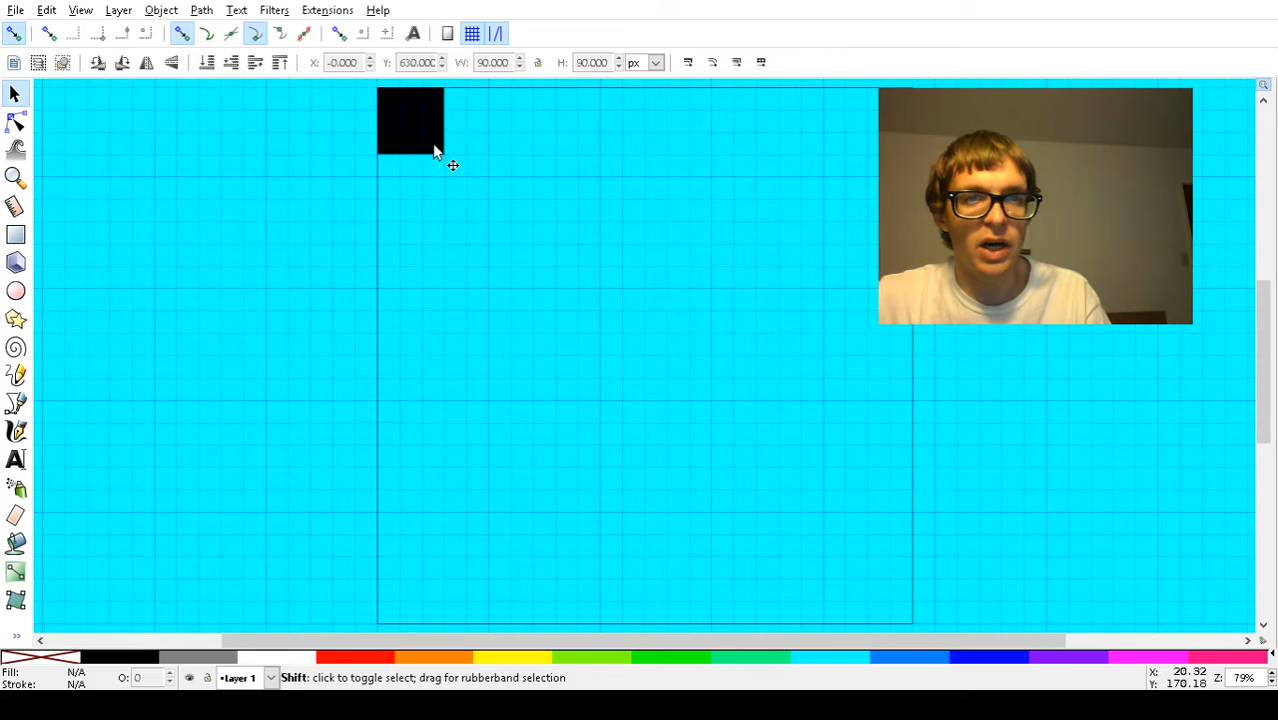 File Edit View Layer Object Path Text Filters Extensions Help
X: -0.000 Y: 630.000 W: 90.000 H: 90.000 px
Fill: N/A O: 0 •Layer 1 Shift: click to toggle select; drag for rubberband selection X: 20.32 Z: 79%
Stroke: N/A Y: 170.18